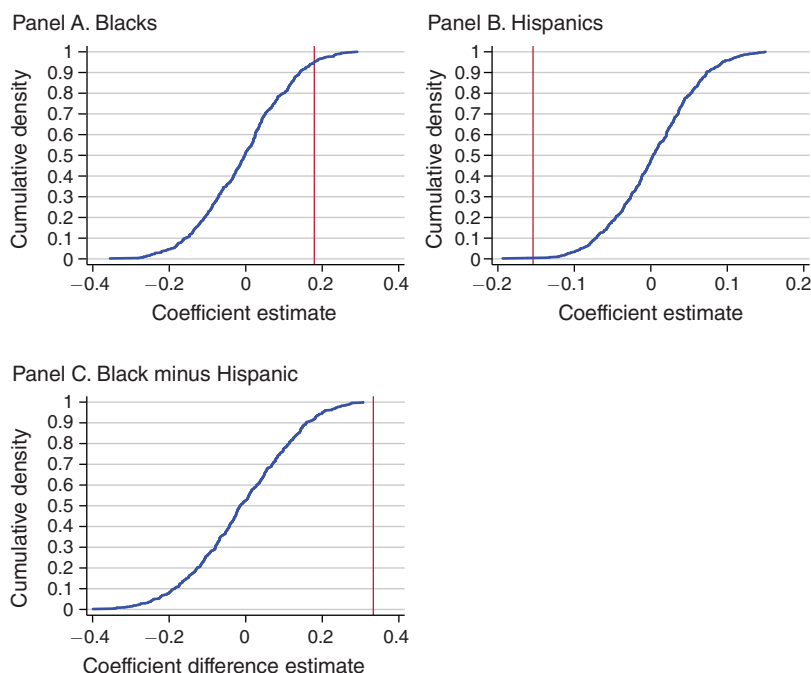 Panel A. Blacks
Cumulative density
1
0.9
0.8
0.7
0.6
0.5
0.4
0.3
0.2
0.1
0
−0.4 −0.2 0 0.2 0.4
Coefficient estimate
Panel B. Hispanics
Cumulative density
1
0.9
0.8
0.7
0.6
0.5
0.4
0.3
0.2
0.1
0
−0.2 −0.1 0 0.1 0.2
Coefficient estimate
Panel C. Black minus Hispanic
Cumulative density
1
0.9
0.8
0.7
0.6
0.5
0.4
0.3
0.2
0.1
0
−0.4 −0.2 0 0.2 0.4
Coefficient difference estimate